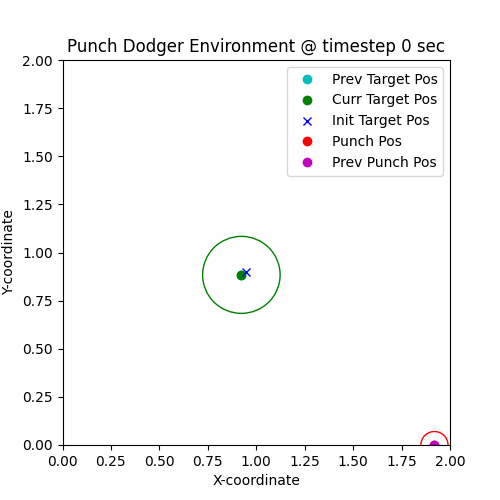 Punch Dodger Environment @ timestep 0 sec
2.00
1.75
1.50
1.25
1.00
0.75
0.50
0.25
0.00
Y-coordinate
Prev Target Pos
Curr Target Pos
Init Target Pos
Punch Pos
Prev Punch Pos
0.00 0.25 0.50 0.75 1.00 1.25 1.50 1.75 2.00
X-coordinate